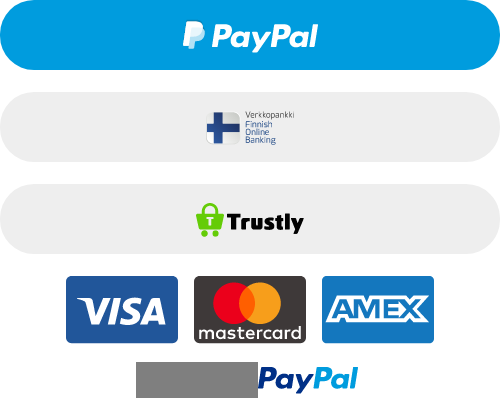 PayPal
Verkkopankki
Finnish
Online
Banking
T
Trustly
VISA
mastercard
AMEX
PayPal